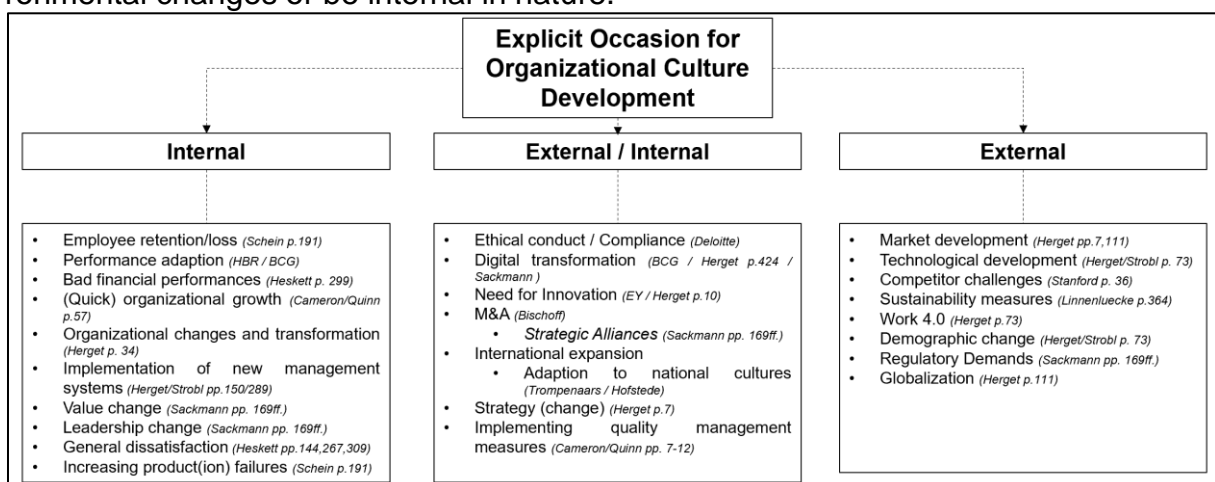 ronmental changes or be internal in nature.
Explicit Occasion for
Organizational Culture
Development
Internal
• Employee retention/loss (Schein p.191)
• Performance adaption (HBR / BCG)
• Bad financial performances (Heskett p. 299)
• (Quick) organizational growth (Cameron/Quinn
p.57)
• Organizational changes and transformation
(Herget p. 34)
• Implementation of new management
systems (Herget/Strobl pp.150/289)
• Value change (Sackmann pp. 169ff.)
• Leadership change (Sackmann pp. 169ff.)
• General dissatisfaction (Heskett pp.144,267,309)
• Increasing product(ion) failures (Schein p.191)
External / Internal
• Ethical conduct / Compliance (Deloitte)
• Digital transformation (BCG / Herget p.424 /
Sackmann )
• Need for Innovation (EY / Herget p.10)
• M&A (Bischoff)
• Strategic Alliances (Sackmann pp. 169ff.)
• International expansion
• Adaption to national cultures
(Trompenaars / Hofstede)
• Strategy (change) (Herget p.7)
• Implementing quality management
measures (Cameron/Quinn pp. 7-12)
External
• Market development (Herget pp.7,111)
• Technological development (Herget/Strobl p. 73)
• Competitor challenges (Stanford p. 36)
• Sustainability measures (Linnenluecke p.364)
• Work 4.0 (Herget p.73)
• Demographic change (Herget/Strobl p. 73)
• Regulatory Demands (Sackmann pp. 169ff.)
• Globalization (Herget p.111)